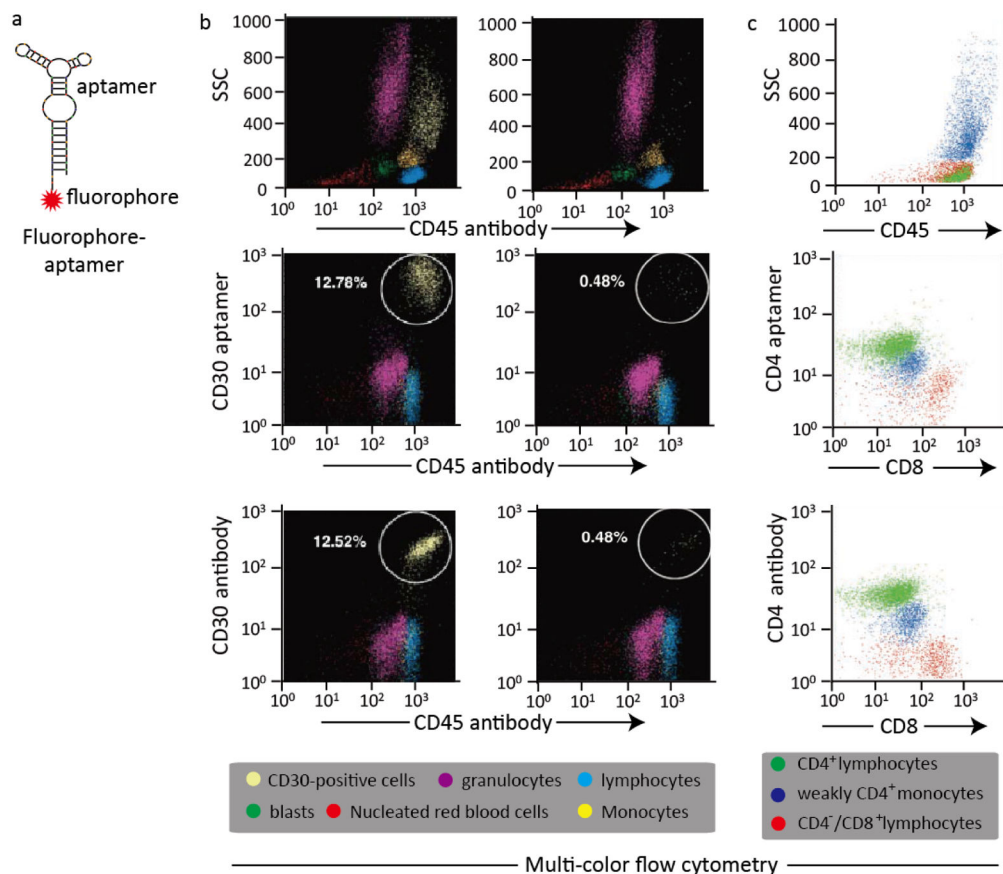 a
aptamer
fluorophore
Fluorophore-
aptamer
b
SSC
1000
800
600
400
200
0
10⁰ 10¹ 10² 10³
1000
800
600
400
200
0
10⁰ 10¹ 10² 10³
CD45 antibody
CD30 aptamer
10³
10²
10¹
10⁰
12.78%
10⁰ 10¹ 10² 10³
10³
10²
10¹
10⁰
0.48%
10⁰ 10¹ 10² 10³
CD45 antibody
CD30 antibody
10³
10²
10¹
10⁰
12.52%
10⁰ 10¹ 10² 10³
10³
10²
10¹
10⁰
0.48%
10⁰ 10¹ 10² 10³
CD45 antibody
c
SSC
1000
800
600
400
200
0
10⁰ 10¹ 10² 10³
CD45
CD4 aptamer
10³
10²
10¹
10⁰
10⁰ 10¹ 10² 10³
CD8
CD4 antibody
10³
10²
10¹
10⁰
10⁰ 10¹ 10² 10³
CD8
CD30-positive cells granulocytes lymphocytes
blasts Nucleated red blood cells Monocytes
CD4⁺lymphocytes
weakly CD4⁺monocytes
CD4⁻/CD8⁺lymphocytes
Multi-color flow cytometry